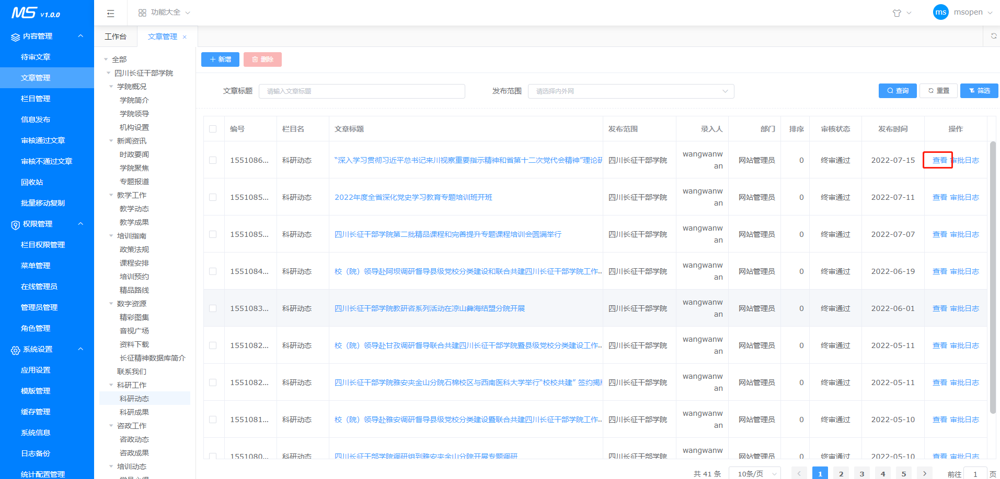 MS V1.0.0
功能大全
ms msopen
内容管理
待审文章
文章管理
栏目管理
信息发布
审核通过文章
审核不通过文章
回收站
批量移动复制
权限管理
栏目权限管理
菜单管理
在线管理员
管理员管理
角色管理
系统设置
应用设置
模版管理
缓存管理
系统信息
日志备份
统计配置管理
工作台 文章管理 ×
全部
四川长征干部学院
学院概况
学院简介
学院领导
机构设置
新闻资讯
时政要闻
学院聚焦
专题报道
教学工作
教学动态
教学成果
培训指南
政策法规
课程安排
培训预约
精品路线
数字资源
精彩图集
音视广场
资料下载
长征精神数据库简介
联系我们
科研工作
科研动态
科研成果
咨政工作
咨政动态
咨政成果
培训动态
学员心得
+ 新增 删除
文章标题 请输入文章标题 发布范围 请选择内外网 查询 重置 筛选
编号 栏目名 文章标题 发布范围 录入人 部门 排序 审核状态 发布时间 操作
1551086... 科研动态 “深入学习贯彻习近平总书记来川视察重要指示精神和省第十二次党代会精神”理论研 四川长征干部学院 wangwanw 网站管理员 0 终审通过 2022-07-15 查看 审批日志
an
1551085... 科研动态 2022年度全省深化党史学习教育专题培训班开班 四川长征干部学院 wangwanw 网站管理员 0 终审通过 2022-07-11 查看 审批日志
an
1551085... 科研动态 四川长征干部学院第二批精品课程和完善提升专题课程培训会圆满举行 四川长征干部学院 wangwanw 网站管理员 0 终审通过 2022-07-07 查看 审批日志
an
1551084... 科研动态 校（院）领导赴阿坝调研督导县级党校分类建设和联合共建四川长征干部学院工作... 四川长征干部学院 wangwanw 网站管理员 0 终审通过 2022-06-19 查看 审批日志
an
1551083... 科研动态 四川长征干部学院教研咨系列活动在凉山彝海结盟分院开展 四川长征干部学院 wangwanw 网站管理员 0 终审通过 2022-06-01 查看 审批日志
an
1551082... 科研动态 校（院）领导赴甘孜调研督导联合共建四川长征干部学院暨县级党校分类建设工作... 四川长征干部学院 wangwanw 网站管理员 0 终审通过 2022-05-11 查看 审批日志
an
1551082... 科研动态 四川长征干部学院雅安夹金山分院石棉校区与西南医科大学举行“校校共建” 签约揭牌 四川长征干部学院 wangwanw 网站管理员 0 终审通过 2022-05-11 查看 审批日志
an
1551081... 科研动态 校（院）领导赴雅安调研督导县级党校分类建设暨联合共建四川长征干部学院工作... 四川长征干部学院 wangwanw 网站管理员 0 终审通过 2022-05-10 查看 审批日志
an
1551080... 科研动态 四川长征干部学院调研组到雅安夹金山分院开展专题调研 四川长征干部学院 wangwanw 网站管理员 0 终审通过 2022-05-10 查看 审批日志
共 41 条 10条/页 < 1 2 3 4 5 > 前往 1 页